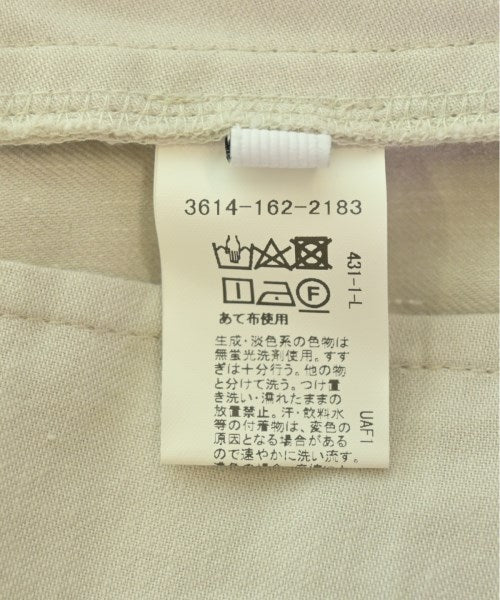 3614-162-2183
431-1-L
F
あて布使用
生成・淡色系の色物は
無蛍光洗剤使用。すす
ぎは十分行う。他の物
と分けて洗う。つけ置
き洗い・濡れたままの
放置禁止。汗・飲料水
等の付着物は、変色の
原因となる場合がある
ので速やかに洗い流す。
UAF1